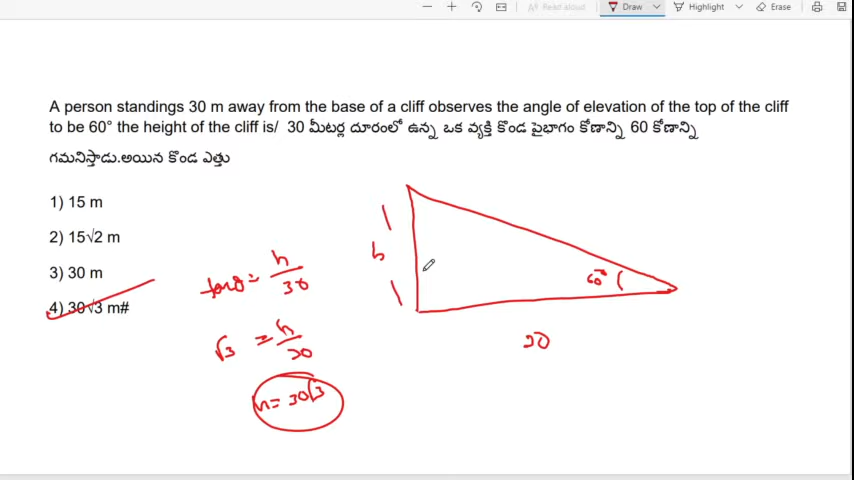 Read aloud Draw Highlight Erase
A person standings 30 m away from the base of a cliff observes the angle of elevation of the top of the cliff
to be 60° the height of the cliff is/ 30 మీటర్ల దూరంలో ఉన్న ఒక వ్యక్తి కొండ పైభాగం కోణాన్ని 60 కోణాన్ని
గమనిస్తాడు.అయిన కొండ ఎత్తు
1) 15 m
2) 15√2 m
3) 30 m
4) 30√3 m#
tanθ = h/30
√3 = h/30
h = 30√3
h
60°
30